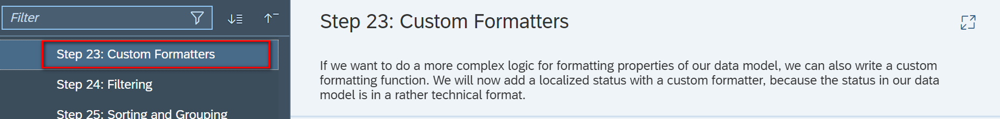 Filter
Step 23: Custom Formatters
Step 24: Filtering
Step 25: Sorting and Grouping
Step 23: Custom Formatters
If we want to do a more complex logic for formatting properties of our data model, we can also write a custom
formatting function. We will now add a localized status with a custom formatter, because the status in our data
model is in a rather technical format.